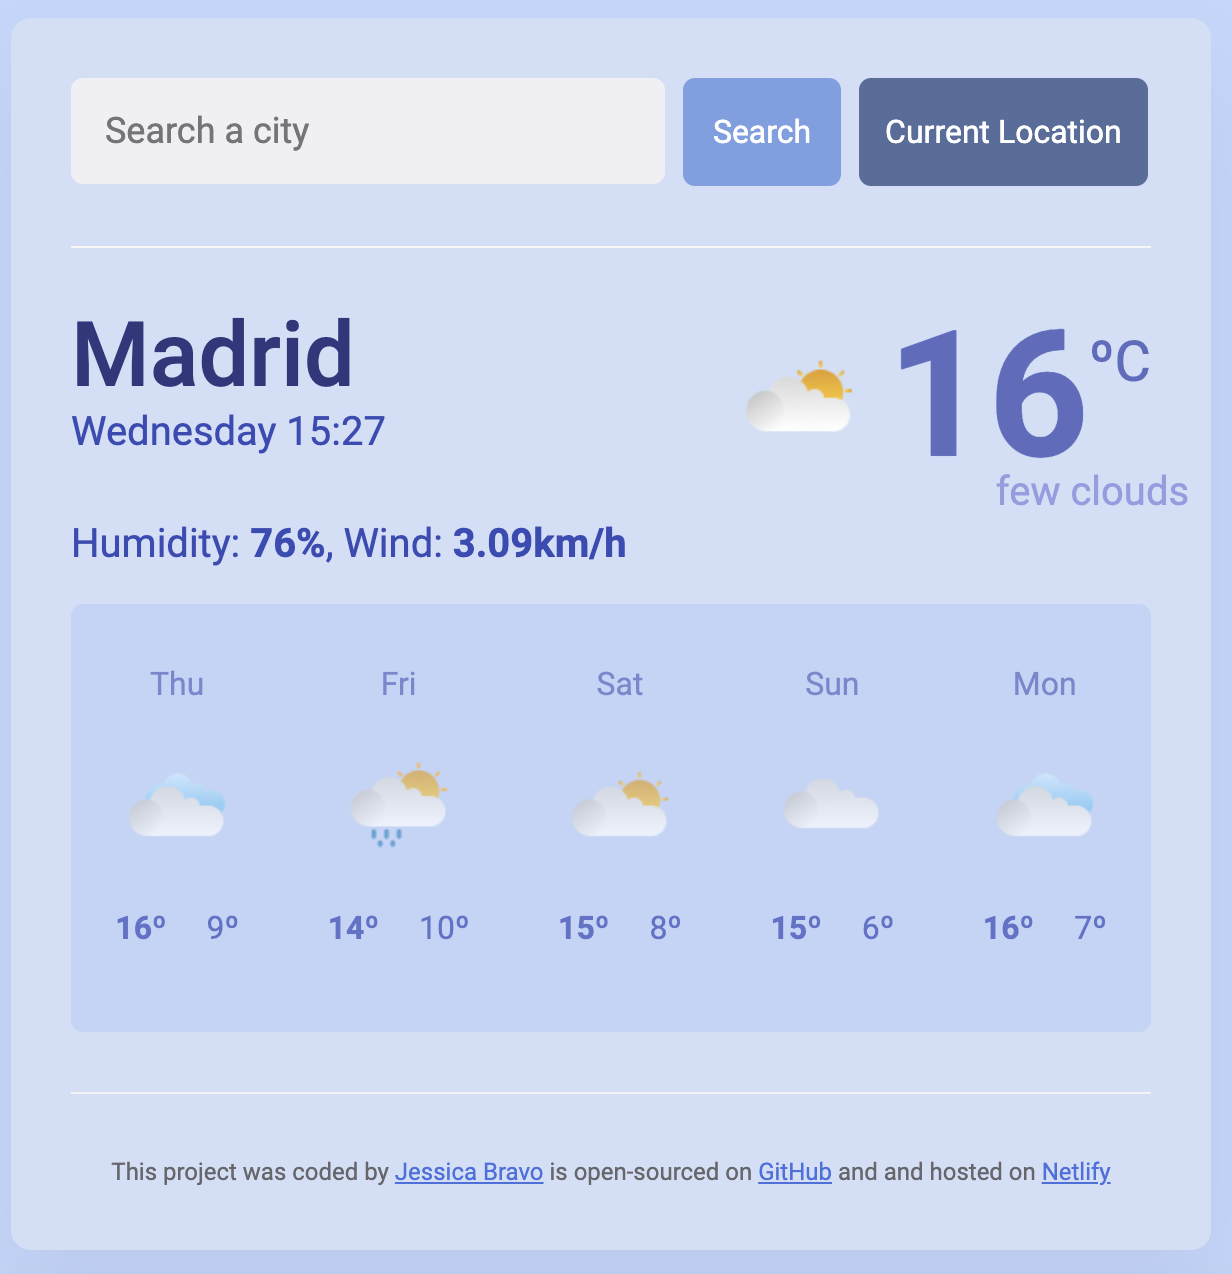 Search a city Search Current Location
Madrid
16 ºC
Wednesday 15:27
few clouds
Humidity: 76%, Wind: 3.09km/h
Thu Fri Sat Sun Mon
16º 9º 14º 10º 15º 8º 15º 6º 16º 7º
This project was coded by Jessica Bravo is open-sourced on GitHub and and hosted on Netlify